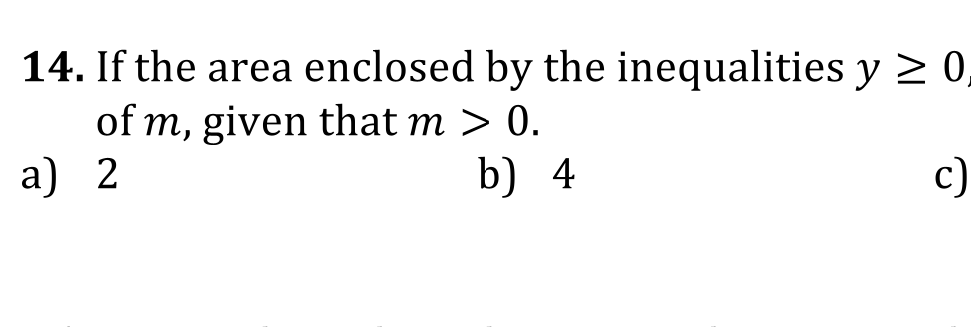 14. If the area enclosed by the inequalities y ≥ 0,
of m, given that m > 0.
a) 2 b) 4 c)